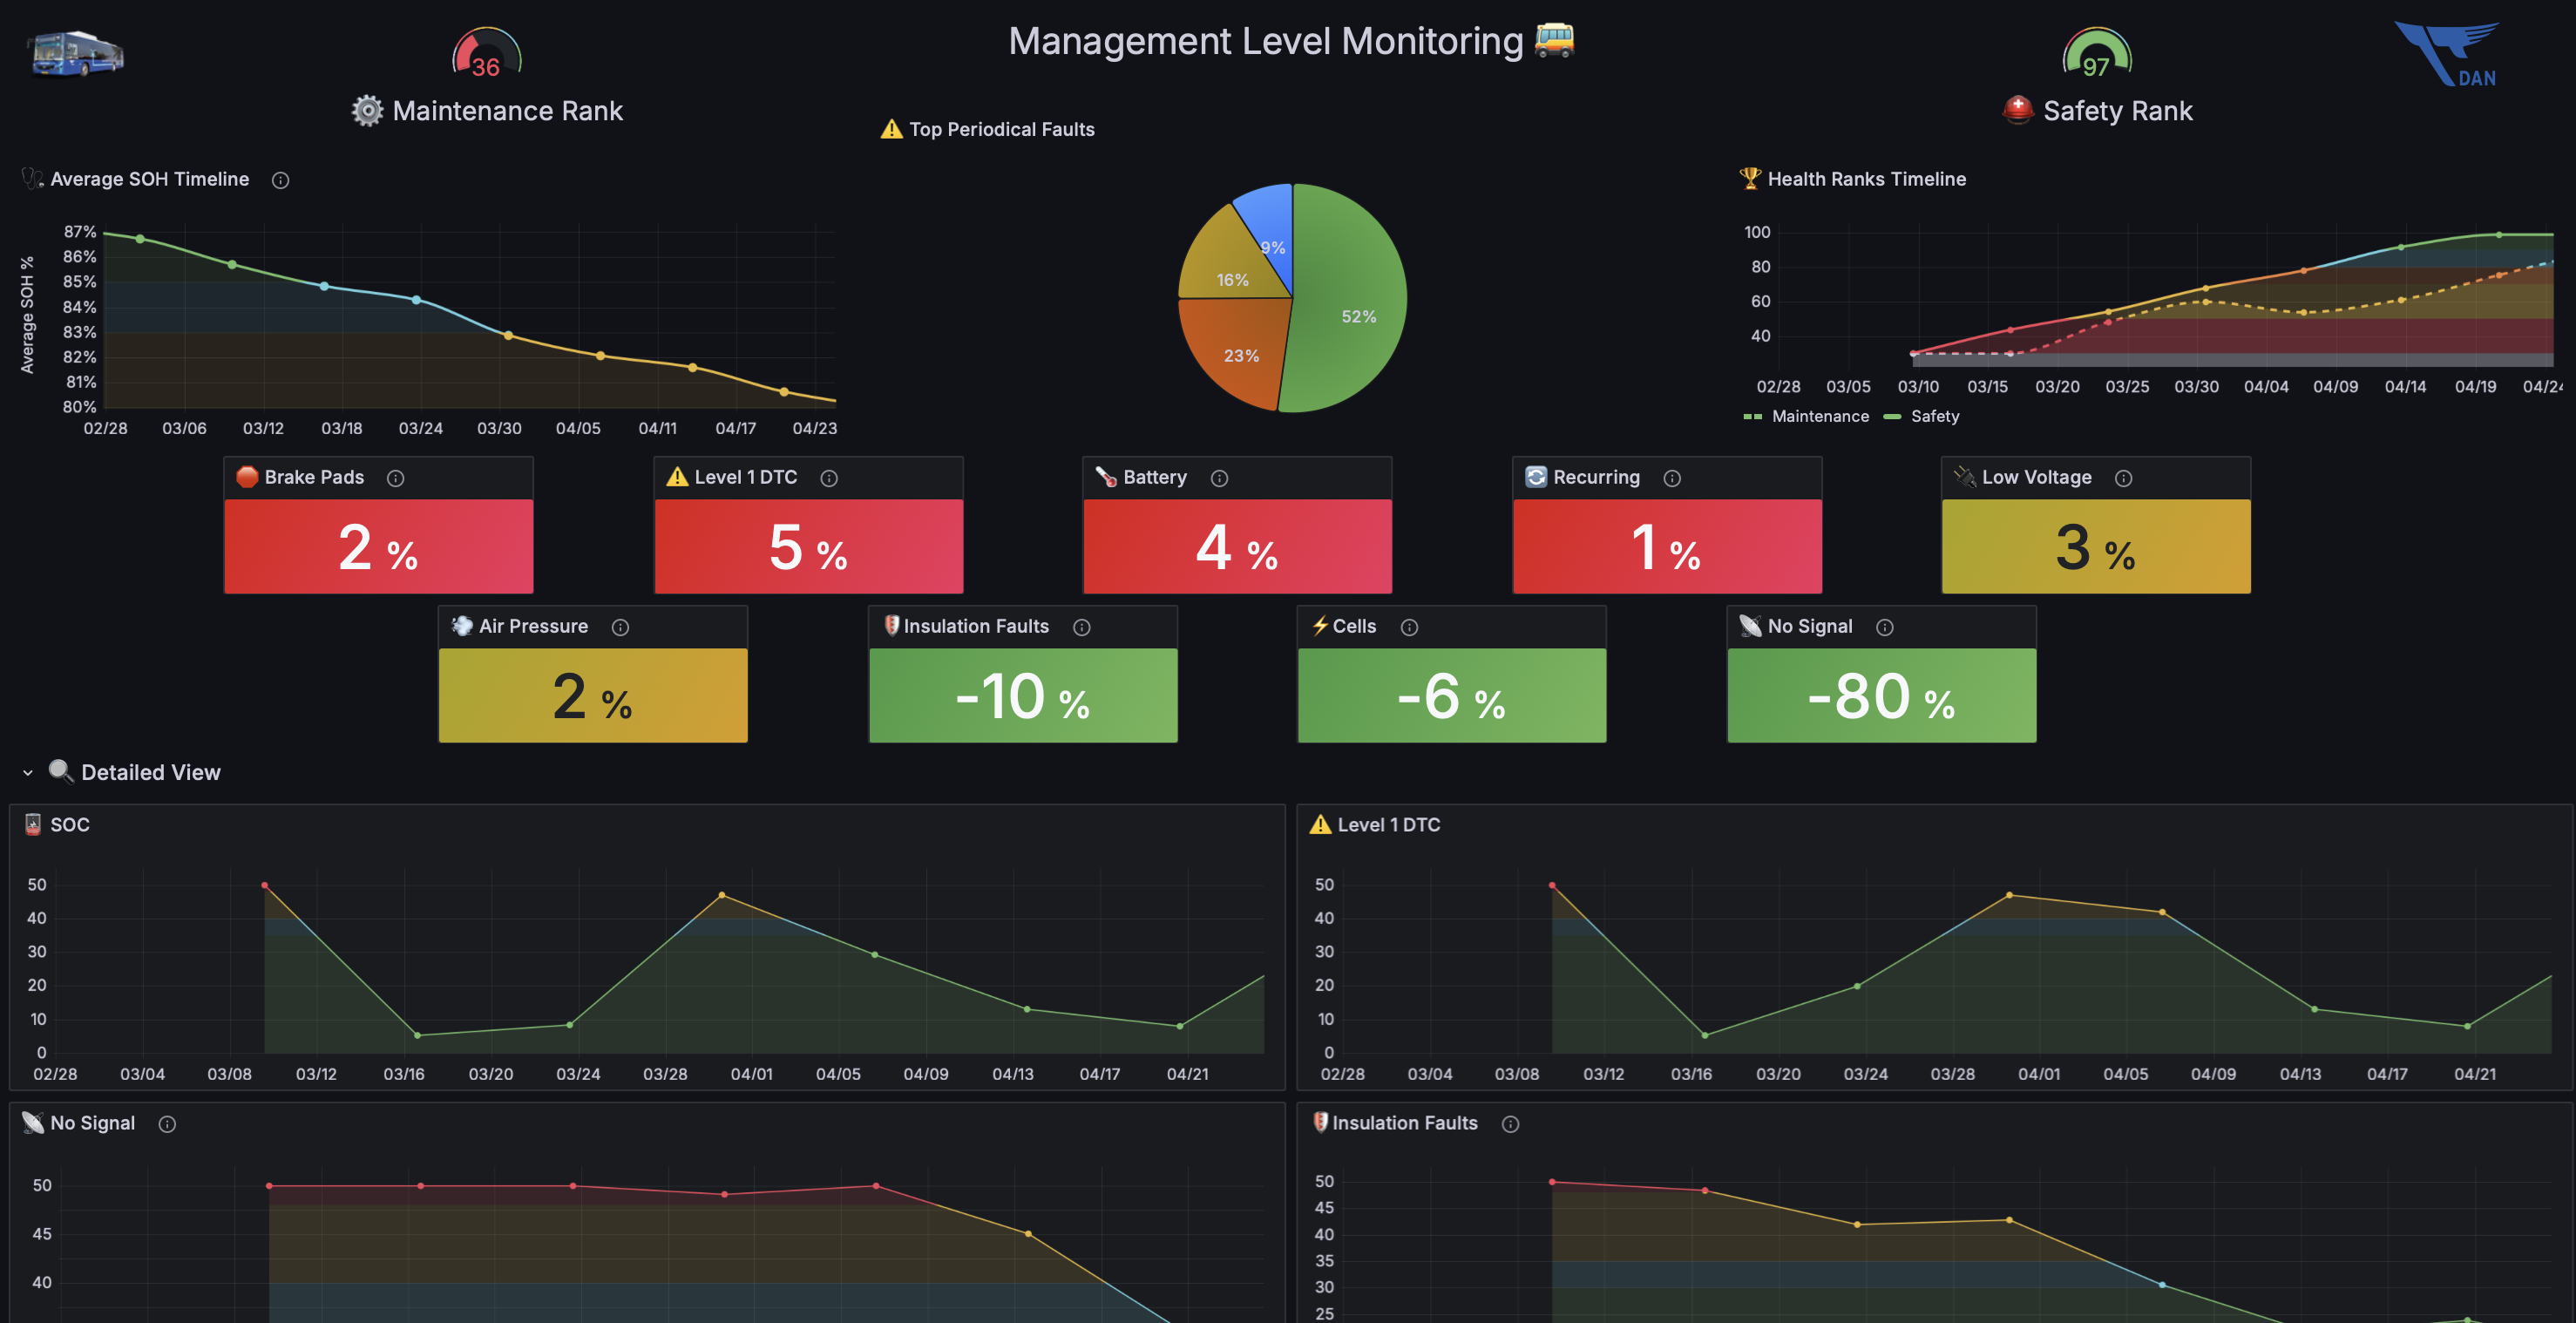 Management Level Monitoring
36
Maintenance Rank
97
Safety Rank
DAN
Top Periodical Faults
9%
16%
52%
23%
Average SOH Timeline
Average SOH %
87%
86%
85%
84%
83%
82%
81%
80%
02/28 03/06 03/12 03/18 03/24 03/30 04/05 04/11 04/17 04/23
Health Ranks Timeline
100
80
60
40
02/28 03/05 03/10 03/15 03/20 03/25 03/30 04/04 04/09 04/14 04/19 04/24
Maintenance Safety
Brake Pads
2 %
Level 1 DTC
5 %
Battery
4 %
Recurring
1 %
Low Voltage
3 %
Air Pressure
2 %
Insulation Faults
-10 %
Cells
-6 %
No Signal
-80 %
Detailed View
SOC
50
40
30
20
10
0
02/28 03/04 03/08 03/12 03/16 03/20 03/24 03/28 04/01 04/05 04/09 04/13 04/17 04/21
Level 1 DTC
50
40
30
20
10
0
02/28 03/04 03/08 03/12 03/16 03/20 03/24 03/28 04/01 04/05 04/09 04/13 04/17 04/21
No Signal
50
45
40
Insulation Faults
50
45
40
35
30
25